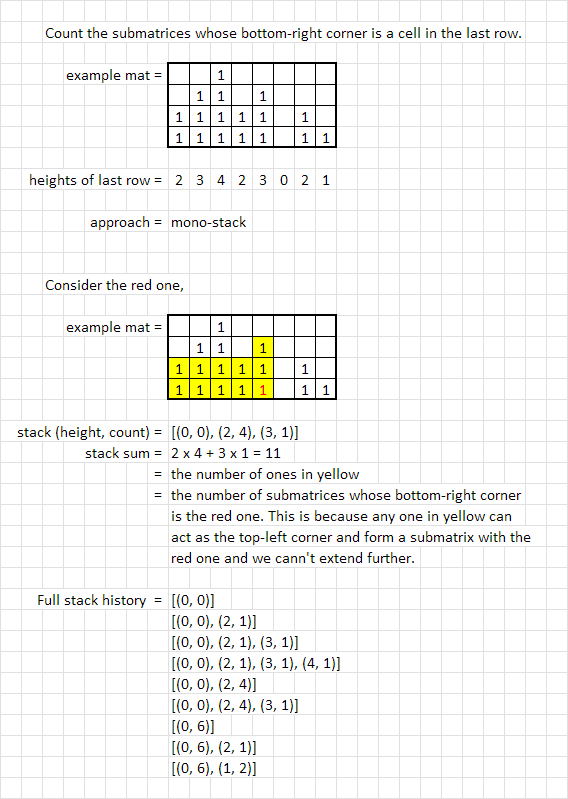 Count the submatrices whose bottom-right corner is a cell in the last row.
example mat = 1
1 1 1
1 1 1 1 1 1
1 1 1 1 1 1 1
heights of last row = 2 3 4 2 3 0 2 1
approach = mono-stack
Consider the red one,
example mat = 1
1 1 1
1 1 1 1 1 1
1 1 1 1 1 1 1
stack (height, count) = [(0, 0), (2, 4), (3, 1)]
stack sum = 2 x 4 + 3 x 1 = 11
= the number of ones in yellow
= the number of submatrices whose bottom-right corner
is the red one. This is because any one in yellow can
act as the top-left corner and form a submatrix with the
red one and we cann't extend further.
Full stack history = [(0, 0)]
[(0, 0), (2, 1)]
[(0, 0), (2, 1), (3, 1)]
[(0, 0), (2, 1), (3, 1), (4, 1)]
[(0, 0), (2, 4)]
[(0, 0), (2, 4), (3, 1)]
[(0, 6)]
[(0, 6), (2, 1)]
[(0, 6), (1, 2)]